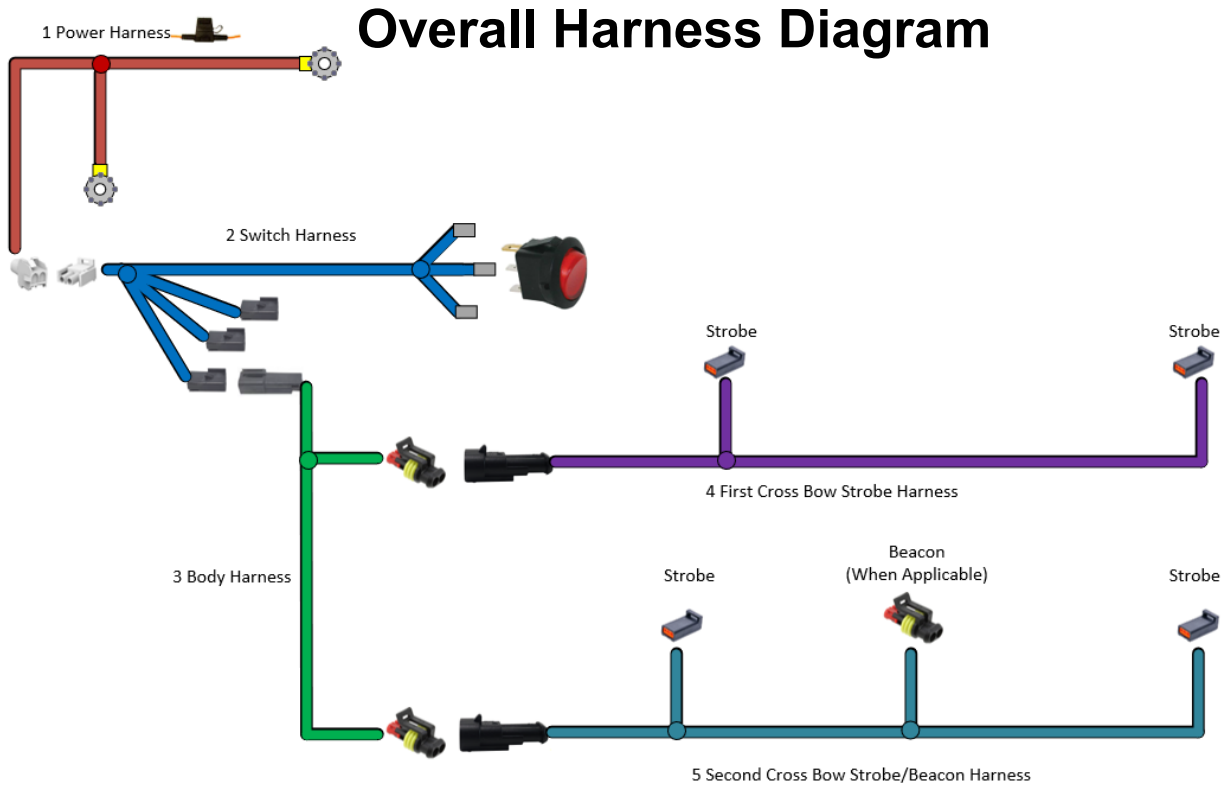 Overall Harness Diagram
1 Power Harness
2 Switch Harness
Strobe
Strobe
4 First Cross Bow Strobe Harness
3 Body Harness
Strobe
Beacon
(When Applicable)
Strobe
5 Second Cross Bow Strobe/Beacon Harness